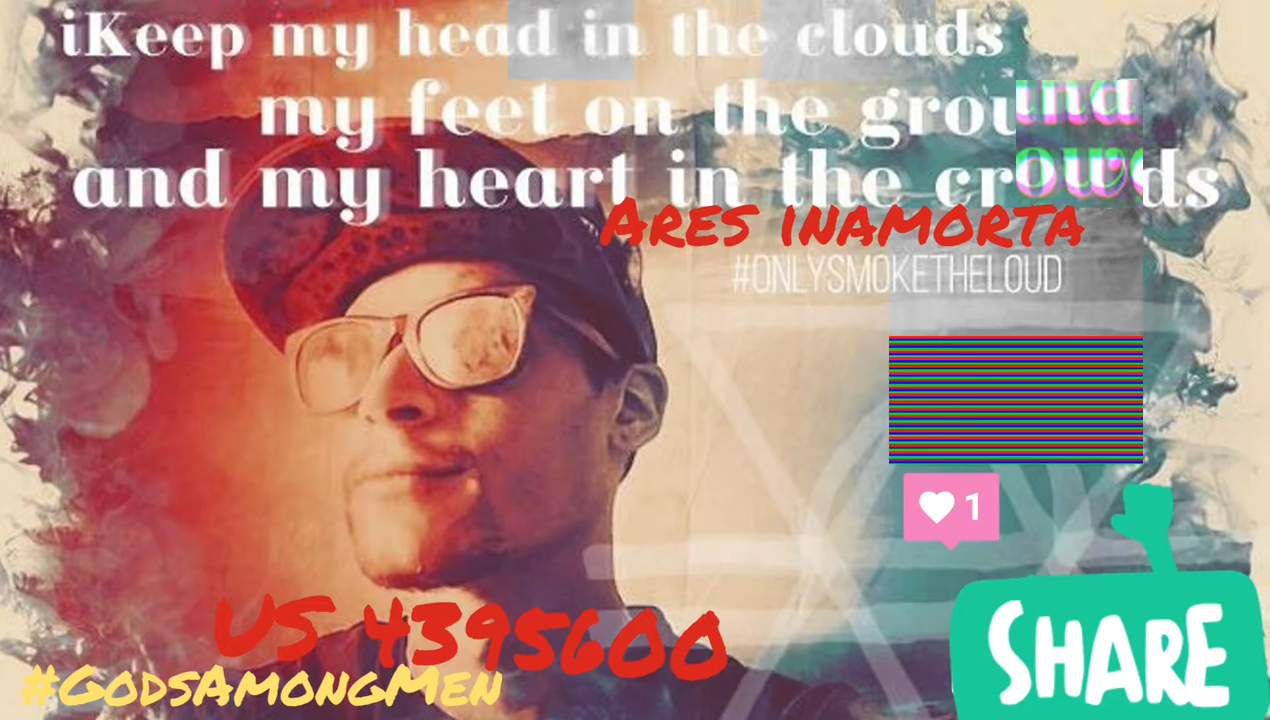 iKeep my head in the clouds
my feet on the ground
and my heart in the crowds
ARES INAMORTA
#ONLYSMOKETHELOUD
1
US 4395600
#GODSAMONGMEN
SHARE